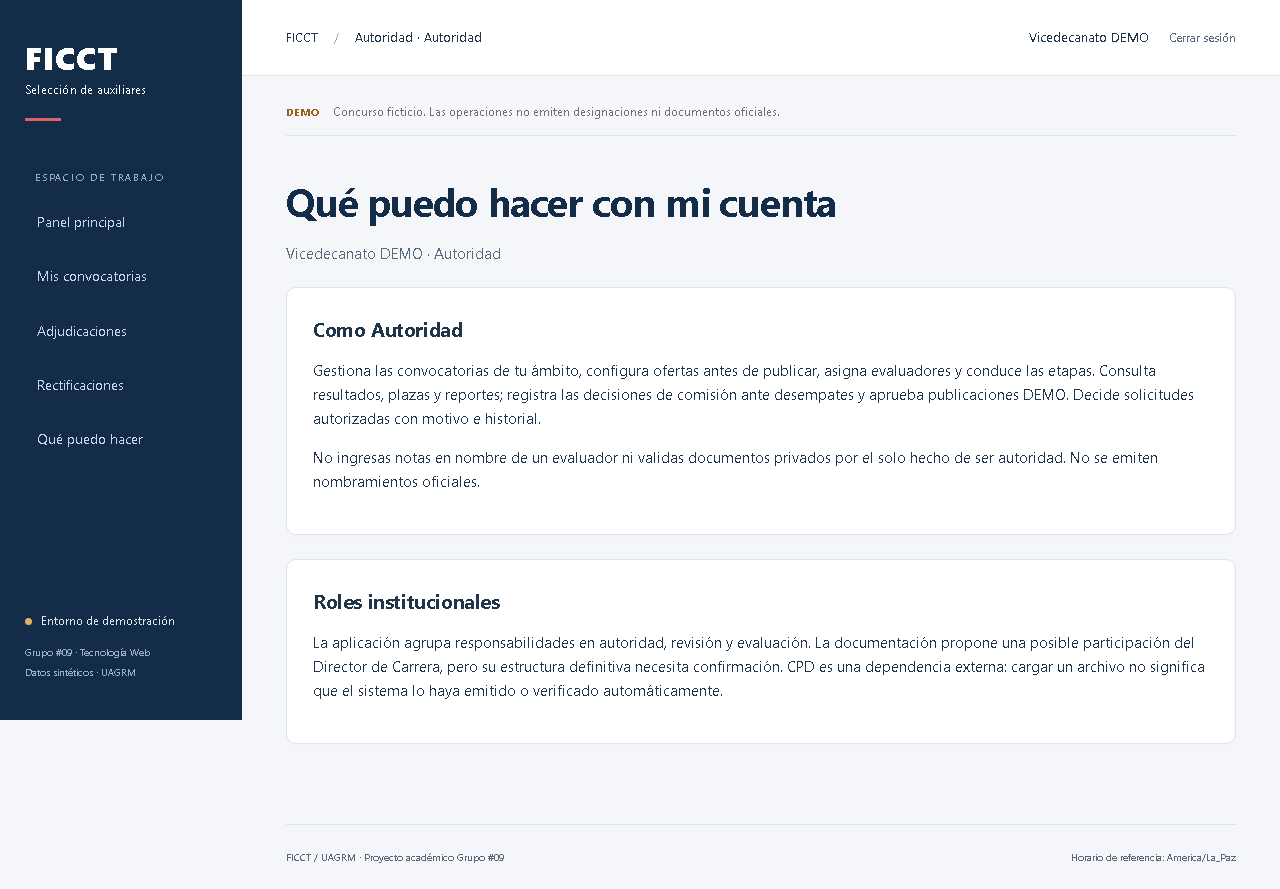 FICCT
Selección de auxiliares
ESPACIO DE TRABAJO
Panel principal
Mis convocatorias
Adjudicaciones
Rectificaciones
Qué puedo hacer
Entorno de demostración
Grupo #09 · Tecnología Web
Datos sintéticos · UAGRM
FICCT / Autoridad · Autoridad
Vicedecanato DEMO Cerrar sesión
DEMO Concurso ficticio. Las operaciones no emiten designaciones ni documentos oficiales.
Qué puedo hacer con mi cuenta
Vicedecanato DEMO · Autoridad
Como Autoridad
Gestiona las convocatorias de tu ámbito, configura ofertas antes de publicar, asigna evaluadores y conduce las etapas. Consulta
resultados, plazas y reportes; registra las decisiones de comisión ante desempates y aprueba publicaciones DEMO. Decide solicitudes
autorizadas con motivo e historial.
No ingresas notas en nombre de un evaluador ni validas documentos privados por el solo hecho de ser autoridad. No se emiten
nombramientos oficiales.
Roles institucionales
La aplicación agrupa responsabilidades en autoridad, revisión y evaluación. La documentación propone una posible participación del
Director de Carrera, pero su estructura definitiva necesita confirmación. CPD es una dependencia externa: cargar un archivo no significa
que el sistema lo haya emitido o verificado automáticamente.
FICCT / UAGRM · Proyecto académico Grupo #09
Horario de referencia: America/La_Paz